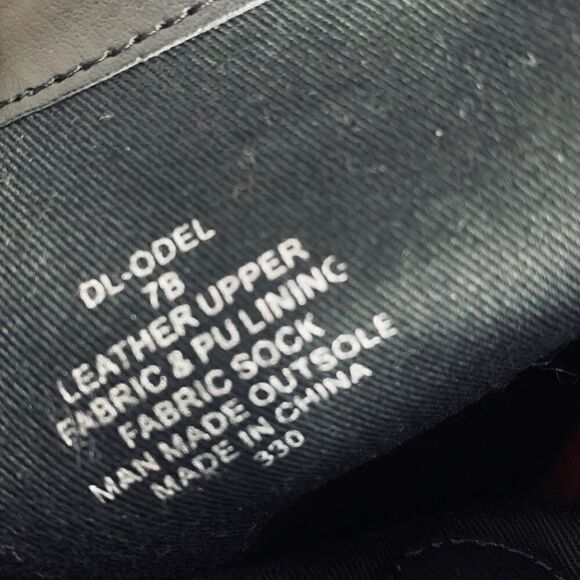 DL-ODEL
7B
LEATHER UPPER
FABRIC & PU LINING
FABRIC SOCK
MAN MADE OUTSOLE
MADE IN CHINA
330